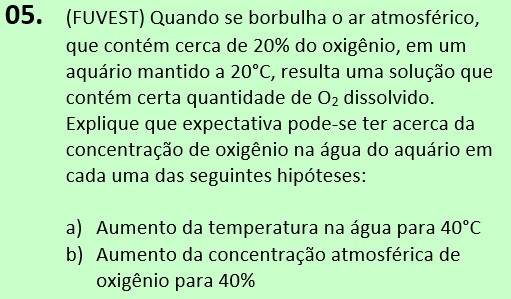 05. (FUVEST) Quando se borbulha o ar atmosférico,
que contém cerca de 20% do oxigênio, em um
aquário mantido a 20°C, resulta uma solução que
contém certa quantidade de O₂ dissolvido.
Explique que expectativa pode-se ter acerca da
concentração de oxigênio na água do aquário em
cada uma das seguintes hipóteses:
a) Aumento da temperatura na água para 40°C
b) Aumento da concentração atmosférica de
oxigênio para 40%